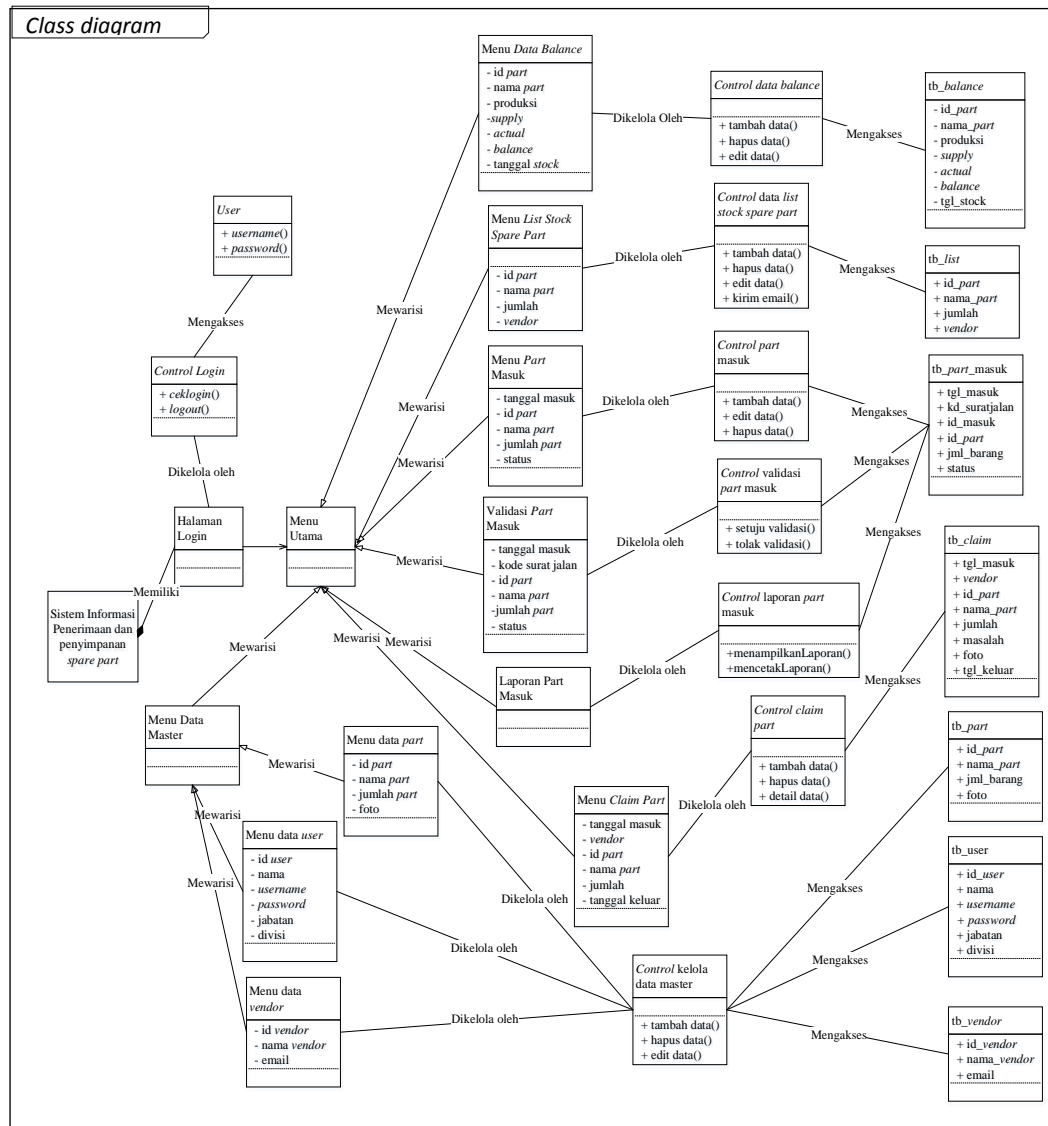 Class diagram
Menu Data Balance
- id part
- nama part
- produksi
-supply
- actual
- balance
- tanggal stock
Dikelola Oleh
Control data balance
+ tambah data()
+ hapus data()
+ edit data()
Mengakses
tb_balance
- id_part
- nama_part
- produksi
- supply
- actual
- balance
- tgl_stock
User
+ username()
+ password()
Mengakses
Control Login
+ ceklogin()
+ logout()
Dikelola oleh
Halaman
Login
Memiliki
Sistem Informasi
Penerimaan dan
penyimpanan
spare part
Menu
Utama
Mewarisi
Menu List Stock
Spare Part
- id part
- nama part
- jumlah
- vendor
Dikelola oleh
Control data list
stock spare part
+ tambah data()
+ hapus data()
+ edit data()
+ kirim email()
Mengakses
tb_list
+ id_part
+ nama_part
+ jumlah
+ vendor
Mewarisi
Menu Part
Masuk
- tanggal masuk
- id part
- nama part
- jumlah part
- status
Dikelola oleh
Control part
masuk
+ tambah data()
+ edit data()
+ hapus data()
Mengakses
tb_part_masuk
+ tgl_masuk
+ kd_suratjalan
+ id_masuk
+ id_part
+ jml_barang
+ status
Mewarisi
Validasi Part
Masuk
- tanggal masuk
- kode surat jalan
- id part
- nama part
-jumlah part
- status
Mewarisi
Dikelola oleh
Control validasi
part masuk
+ setuju validasi()
+ tolak validasi()
Mengakses
Mengakses
Control laporan part
masuk
+menampilkanLaporan()
+mencetakLaporan()
Dikelola oleh
Laporan Part
Masuk
Mewarisi
Mewarisi
tb_claim
+ tgl_masuk
+ vendor
+ id_part
+ nama_part
+ jumlah
+ masalah
+ foto
+ tgl_keluar
Mengakses
Control claim
part
+ tambah data()
+ hapus data()
+ detail data()
Dikelola oleh
Menu Claim Part
- tanggal masuk
- vendor
- id part
- nama part
- jumlah
- tanggal keluar
Mewarisi
Menu Data
Master
Mewarisi
Menu data part
- id part
- nama part
- jumlah part
- foto
Mewarisi
Menu data user
- id user
- nama
- username
- password
- jabatan
- divisi
Mewarisi
Menu data
vendor
- id vendor
- nama vendor
- email
Dikelola oleh
Dikelola oleh
Dikelola oleh
Control kelola
data master
+ tambah data()
+ hapus data()
+ edit data()
Mengakses
Mengakses
Mengakses
tb_part
+ id_part
+ nama_part
+ jml_barang
+ foto
tb_user
+ id_user
+ nama
+ username
+ password
+ jabatan
+ divisi
tb_vendor
+ id_vendor
+ nama_vendor
+ email